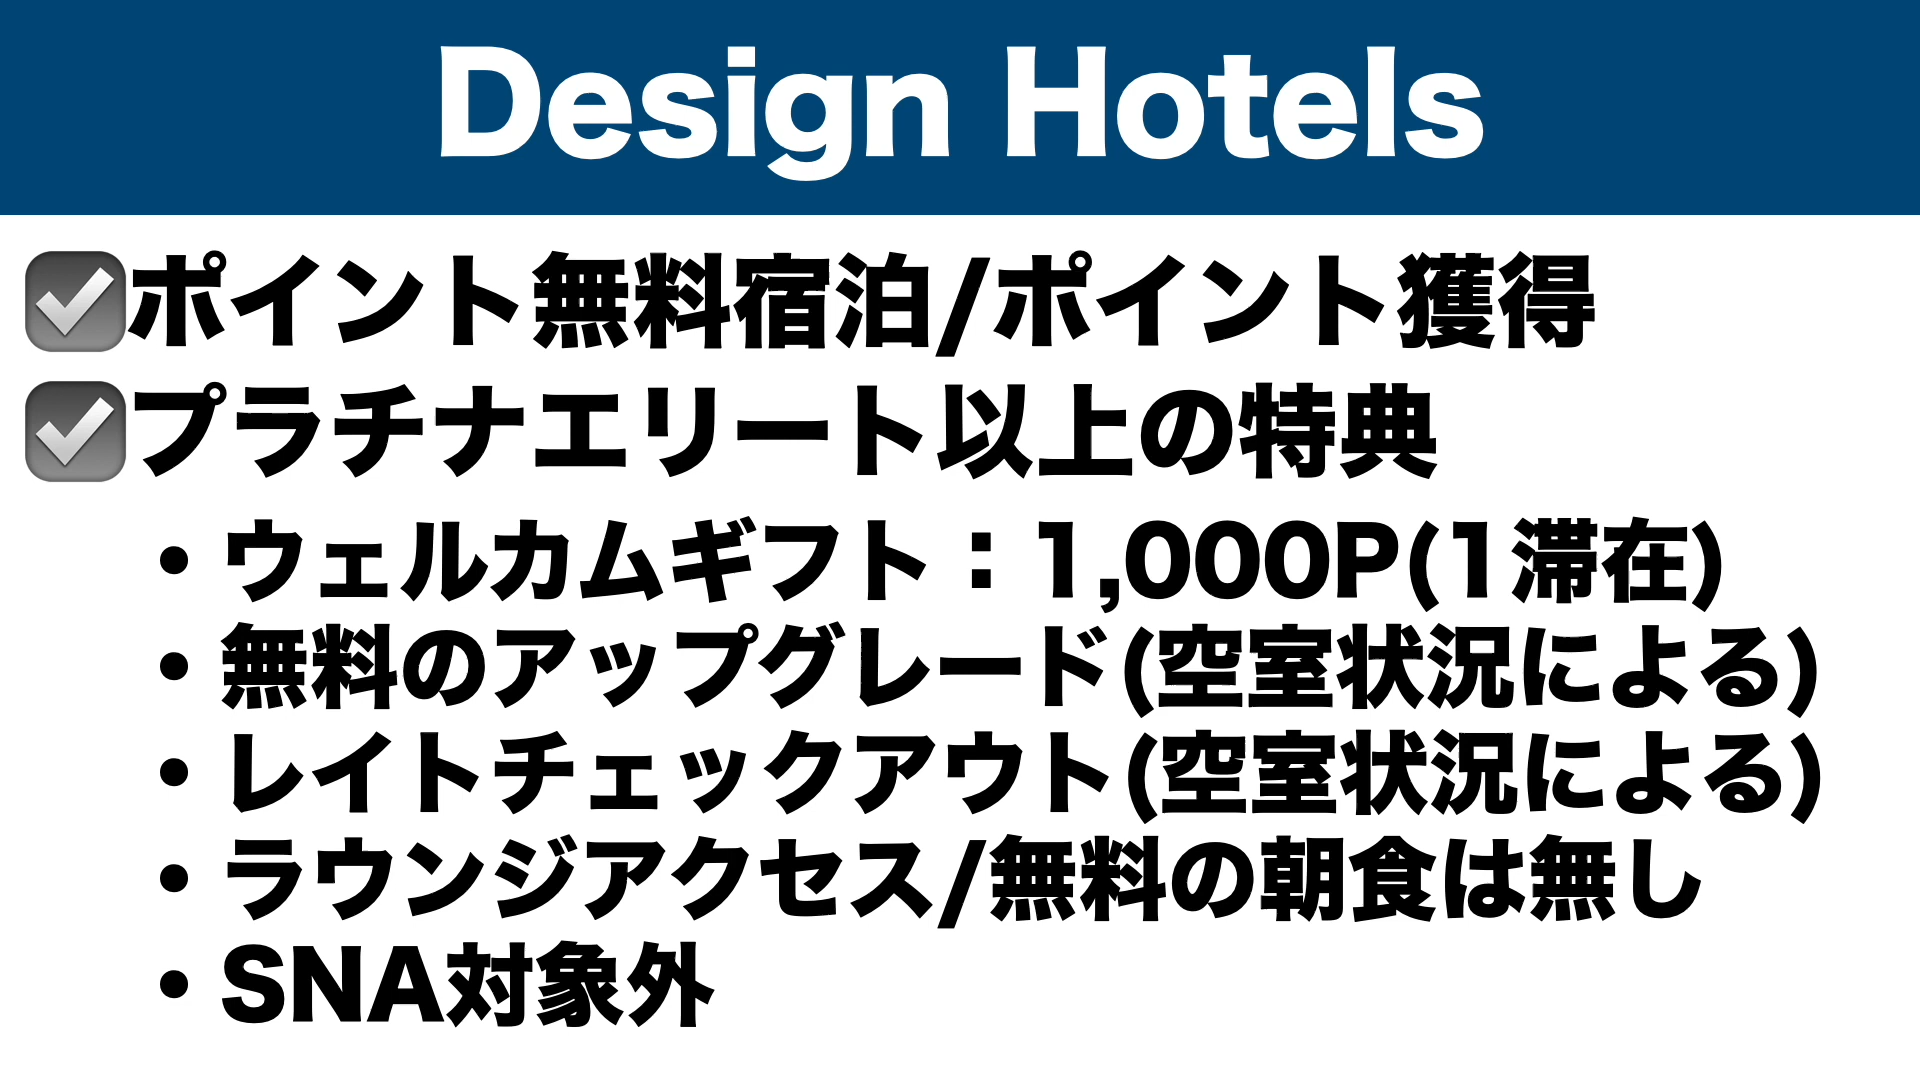 Design Hotels
☑ポイント無料宿泊/ポイント獲得
☑プラチナエリート以上の特典
• ウェルカムギフト：1,000P(1滞在)
• 無料のアップグレード(空室状況による)
• レイトチェックアウト(空室状況による)
• ラウンジアクセス/無料の朝食は無し
• SNA対象外